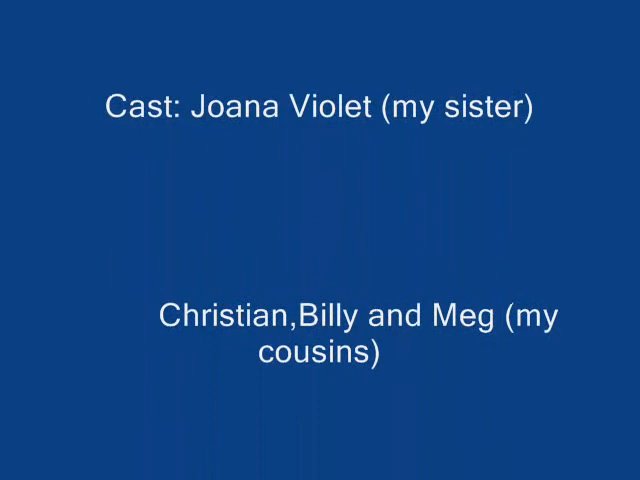 Cast: Joana Violet (my sister)
Christian,Billy and Meg (my
cousins)